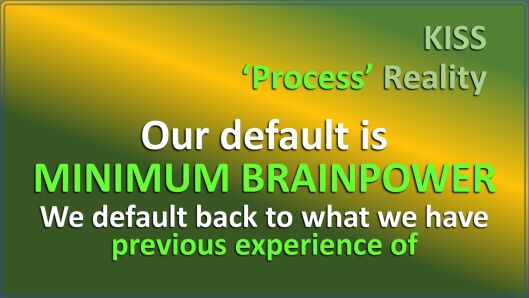 KISS
‘Process’ Reality
Our default is
MINIMUM BRAINPOWER
We default back to what we have
previous experience of